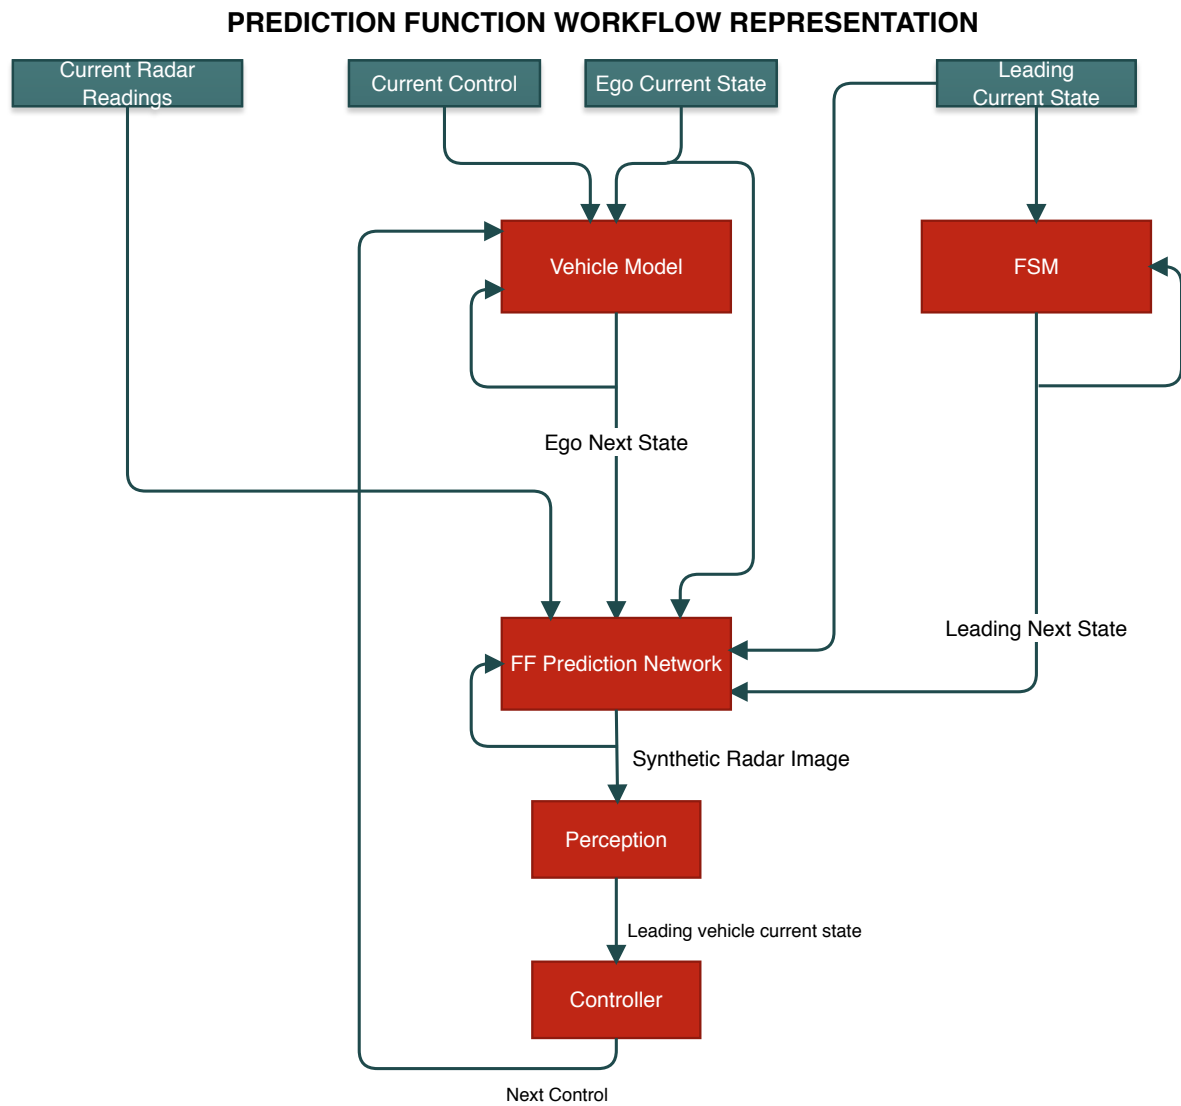 PREDICTION FUNCTION WORKFLOW REPRESENTATION
Current Radar
Readings
Current Control
Ego Current State
Leading
Current State
Vehicle Model
FSM
Ego Next State
Leading Next State
FF Prediction Network
Synthetic Radar Image
Perception
Leading vehicle current state
Controller
Next Control